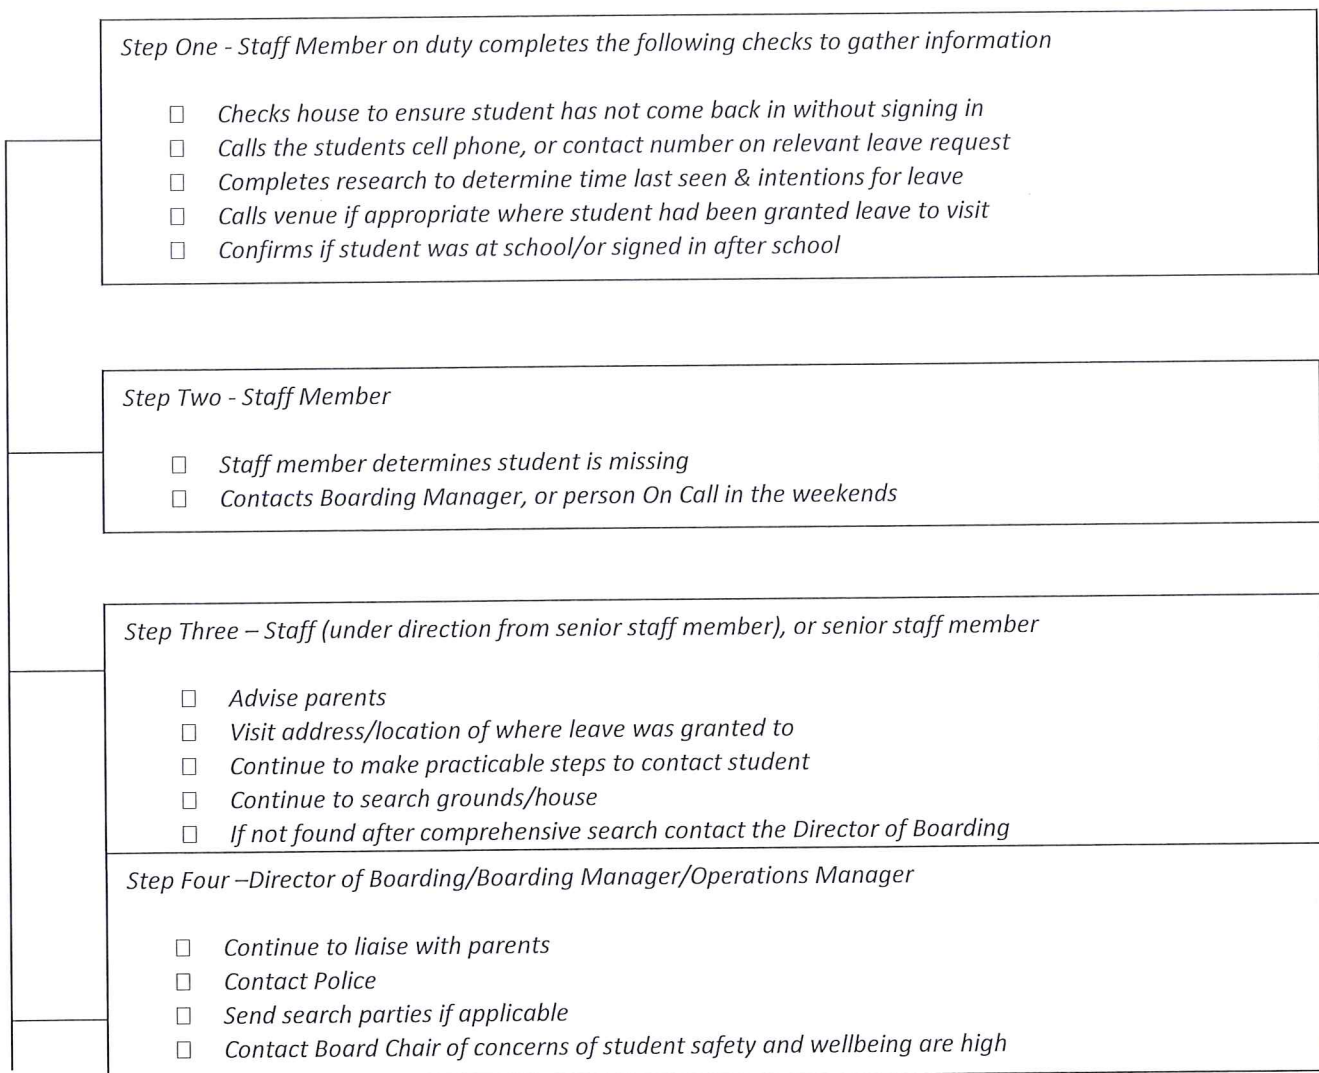 Step One - Staff Member on duty completes the following checks to gather information
☐ Checks house to ensure student has not come back in without signing in
☐ Calls the students cell phone, or contact number on relevant leave request
☐ Completes research to determine time last seen & intentions for leave
☐ Calls venue if appropriate where student had been granted leave to visit
☐ Confirms if student was at school/or signed in after school
Step Two - Staff Member
☐ Staff member determines student is missing
☐ Contacts Boarding Manager, or person On Call in the weekends
Step Three – Staff (under direction from senior staff member), or senior staff member
☐ Advise parents
☐ Visit address/location of where leave was granted to
☐ Continue to make practicable steps to contact student
☐ Continue to search grounds/house
☐ If not found after comprehensive search contact the Director of Boarding
Step Four –Director of Boarding/Boarding Manager/Operations Manager
☐ Continue to liaise with parents
☐ Contact Police
☐ Send search parties if applicable
☐ Contact Board Chair of concerns of student safety and wellbeing are high